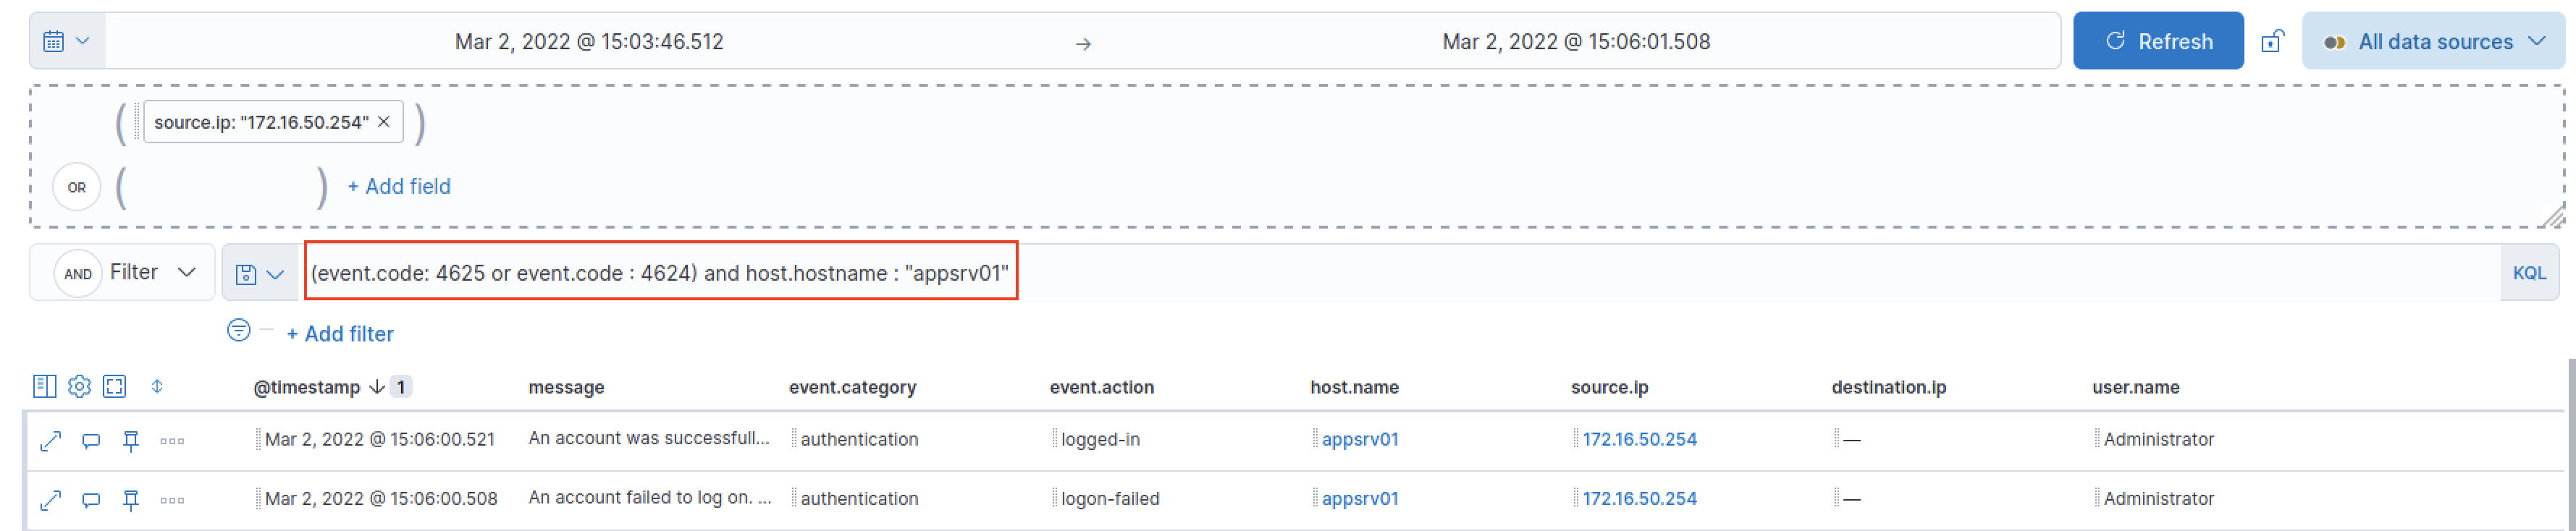 Mar 2, 2022 @ 15:03:46.512 → Mar 2, 2022 @ 15:06:01.508 Refresh All data sources
( source.ip: "172.16.50.254" × )
OR ( ) + Add field
AND Filter (event.code: 4625 or event.code : 4624) and host.hostname : "appsrv01" KQL
+ Add filter
@timestamp ↓ 1 message event.category event.action host.name source.ip destination.ip user.name
Mar 2, 2022 @ 15:06:00.521 An account was successfull... authentication logged-in appsrv01 172.16.50.254 — Administrator
Mar 2, 2022 @ 15:06:00.508 An account failed to log on. ... authentication logon-failed appsrv01 172.16.50.254 — Administrator